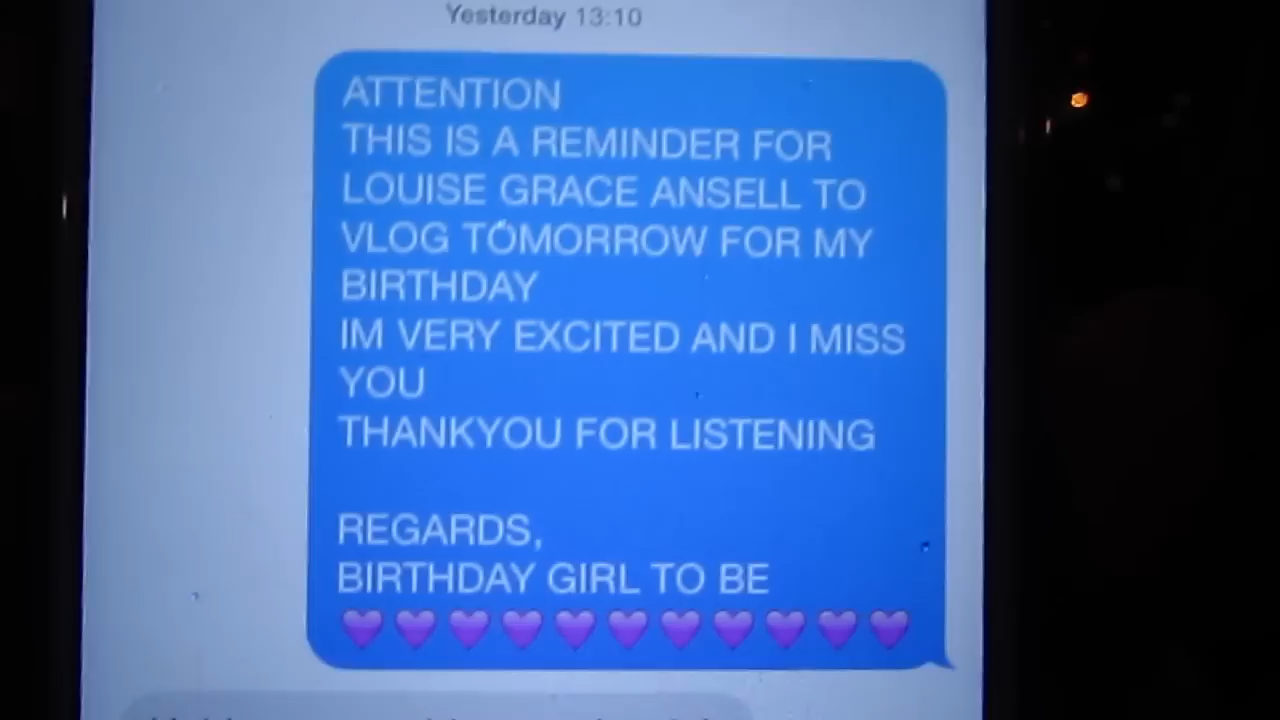 Yesterday 13:10
ATTENTION
THIS IS A REMINDER FOR
LOUISE GRACE ANSELL TO
VLOG TOMORROW FOR MY
BIRTHDAY
IM VERY EXCITED AND I MISS
YOU
THANKYOU FOR LISTENING
REGARDS,
BIRTHDAY GIRL TO BE
💜💜💜💜💜💜💜💜💜💜💜